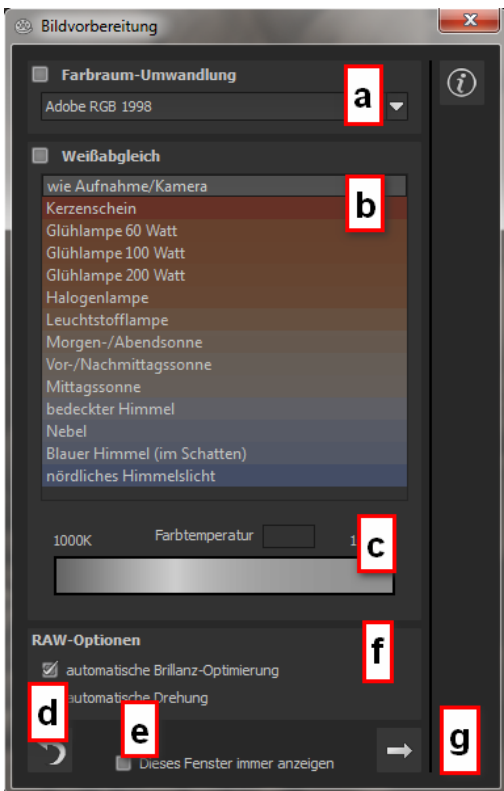 Bildvorbereitung
Farbraum-Umwandlung
a
Adobe RGB 1998
Weißabgleich
wie Aufnahme/Kamera
b
Kerzenschein
Glühlampe 60 Watt
Glühlampe 100 Watt
Glühlampe 200 Watt
Halogenlampe
Leuchtstofflampe
Morgen-/Abendsonne
Vor-/Nachmittagssonne
Mittagssonne
bedeckter Himmel
Nebel
Blauer Himmel (im Schatten)
nördliches Himmelslicht
1000K Farbtemperatur 1
c
RAW-Optionen
f
automatische Brillanz-Optimierung
automatische Drehung
d
e
g
Dieses Fenster immer anzeigen